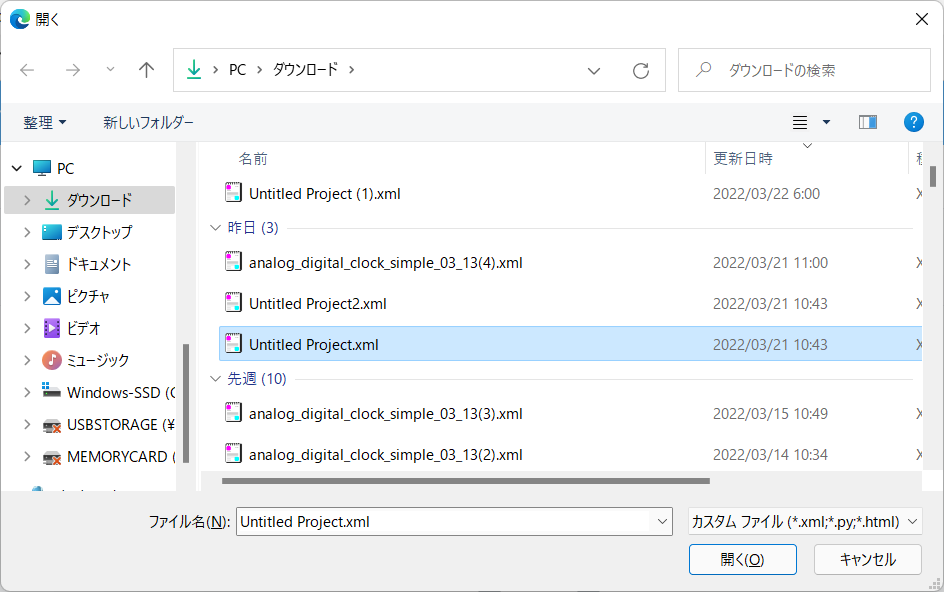 開く
PC > ダウンロード >
ダウンロードの検索
整理
新しいフォルダー
?
PC
ダウンロード
デスクトップ
ドキュメント
ピクチャ
ビデオ
ミュージック
Windows-SSD (
USBSTORAGE (¥
MEMORYCARD (
名前 更新日時
Untitled Project (1).xml 2022/03/22 6:00 X
昨日 (3)
analog_digital_clock_simple_03_13(4).xml 2022/03/21 11:00 X
Untitled Project2.xml 2022/03/21 10:43 X
Untitled Project.xml 2022/03/21 10:43 X
先週 (10)
analog_digital_clock_simple_03_13(3).xml 2022/03/15 10:49 X
analog_digital_clock_simple_03_13(2).xml 2022/03/14 10:34 X
ファイル名(N): Untitled Project.xml
カスタム ファイル (*.xml;*.py;*.html)
開く(O)
キャンセル